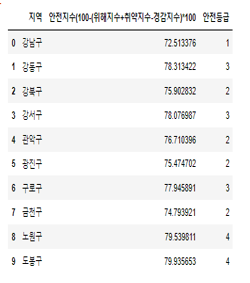 지역 안전지수(100-(위해지수+취약지수-경감지수)*100 안전등급
0 강남구 72.513376 1
1 강동구 78.313422 3
2 강북구 75.902832 2
3 강서구 78.076987 3
4 관악구 76.710396 2
5 광진구 75.474702 2
6 구로구 77.945891 3
7 금천구 74.793921 2
8 노원구 79.539811 4
9 도봉구 79.935653 4